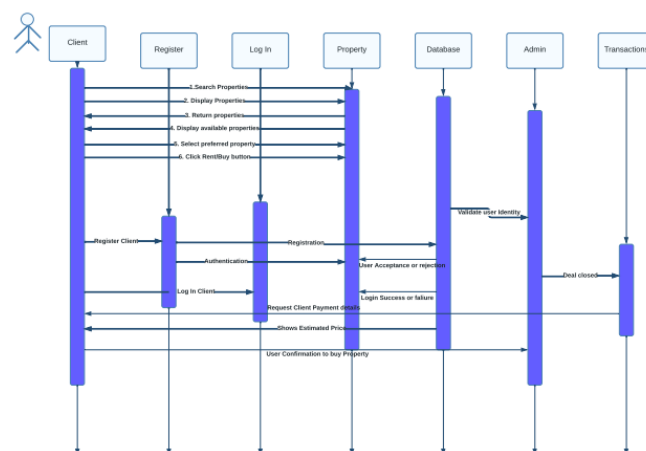 Client
Register
Log In
Property
Database
Admin
Transactions
1.Search Properties
2. Display Properties
3. Return properties
4. Display available properties
5. Select preferred property
6. Click Rent/Buy button
Validate user Identity
Register Client
Registration
Authentication
User Acceptance or rejection
Deal closed
Log In Client
Login Success or faliure
Request Client Payment details
Shows Estimated Price
User Confirmation to buy Property